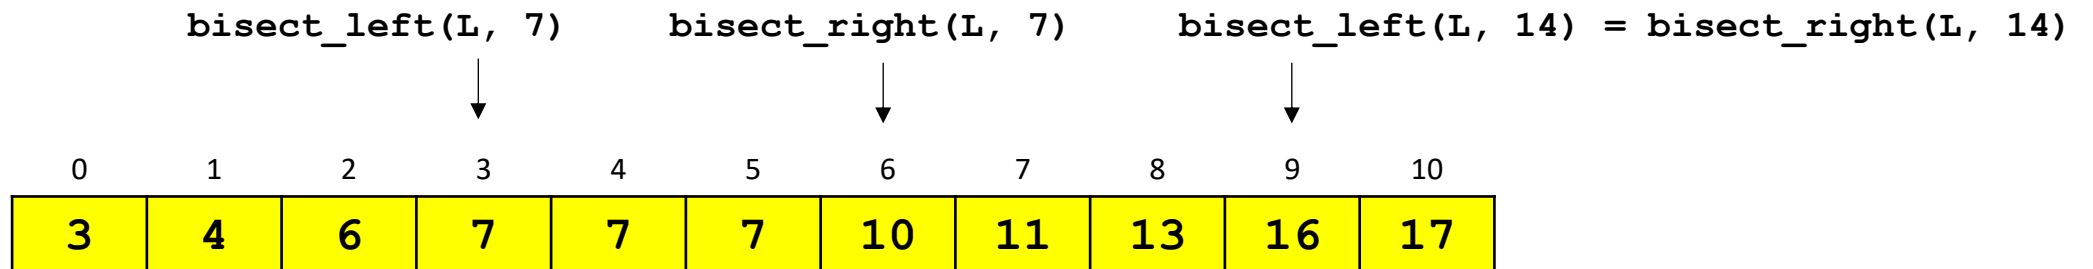 bisect_left(L, 7) bisect_right(L, 7) bisect_left(L, 14) = bisect_right(L, 14)
0 1 2 3 4 5 6 7 8 9 10
3 4 6 7 7 7 10 11 13 16 17